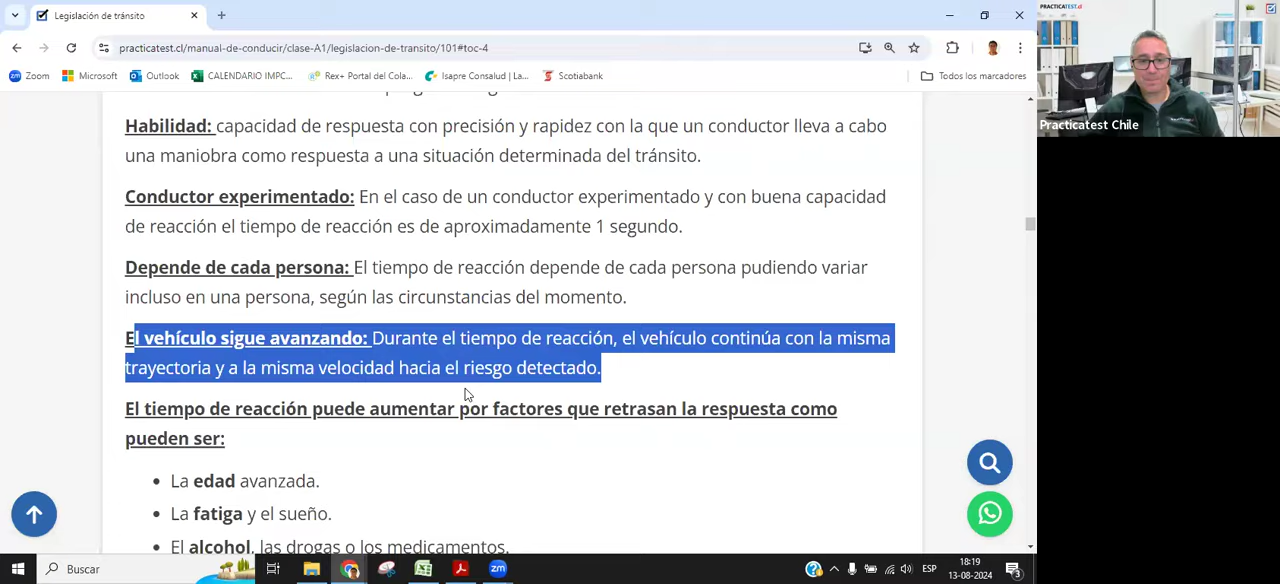 Legislación de tránsito
practicatest.cl/manual-de-conducir/clase-A1/legislacion-de-transito/101#toc-4
Zoom
Microsoft
Outlook
CALENDARIO IMPC...
Rex+ Portal del Cola...
Isapre Consalud | La...
Scotiabank
Todos los marcadores
PRACTICATEST.cl
Practicatest Chile
Habilidad: capacidad de respuesta con precisión y rapidez con la que un conductor lleva a cabo
una maniobra como respuesta a una situación determinada del tránsito.
Conductor experimentado: En el caso de un conductor experimentado y con buena capacidad
de reacción el tiempo de reacción es de aproximadamente 1 segundo.
Depende de cada persona: El tiempo de reacción depende de cada persona pudiendo variar
incluso en una persona, según las circunstancias del momento.
El vehículo sigue avanzando: Durante el tiempo de reacción, el vehículo continúa con la misma
trayectoria y a la misma velocidad hacia el riesgo detectado.
El tiempo de reacción puede aumentar por factores que retrasan la respuesta como
pueden ser:
• La edad avanzada.
• La fatiga y el sueño.
• El alcohol, las drogas o los medicamentos.
Buscar
zm
ESP
18:19
13-08-2024
3